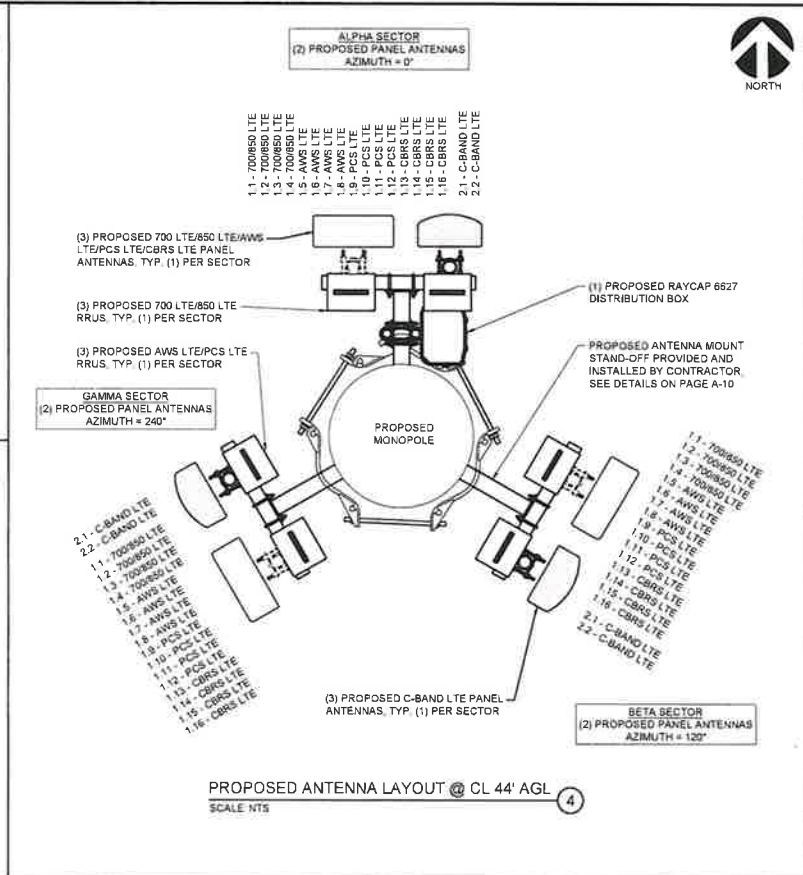 ALPHA SECTOR
(2) PROPOSED PANEL ANTENNAS
AZIMUTH = 0°
NORTH
1.1 - 700/850 LTE
1.2 - 700/850 LTE
1.3 - 700/850 LTE
1.4 - 700/850 LTE
1.5 - AWS LTE
1.6 - AWS LTE
1.7 - AWS LTE
1.8 - AWS LTE
1.9 - PCS LTE
1.10 - PCS LTE
1.11 - PCS LTE
1.12 - PCS LTE
1.13 - CBRS LTE
1.14 - CBRS LTE
1.15 - CBRS LTE
1.16 - CBRS LTE
2.1 - C-BAND LTE
2.2 - C-BAND LTE
(3) PROPOSED 700 LTE/850 LTE/AWS
LTE/PCS LTE/CBRS LTE PANEL
ANTENNAS, TYP. (1) PER SECTOR
(3) PROPOSED 700 LTE/850 LTE
RRUS, TYP. (1) PER SECTOR
(3) PROPOSED AWS LTE/PCS LTE
RRUS, TYP. (1) PER SECTOR
(1) PROPOSED RAYCAP 6627
DISTRIBUTION BOX
PROPOSED ANTENNA MOUNT
STAND-OFF PROVIDED AND
INSTALLED BY CONTRACTOR,
SEE DETAILS ON PAGE A-10
GAMMA SECTOR
(2) PROPOSED PANEL ANTENNAS
AZIMUTH = 240°
PROPOSED
MONOPOLE
1.1 - 700/850 LTE
1.2 - 700/850 LTE
1.3 - 700/850 LTE
1.4 - 700/850 LTE
1.5 - AWS LTE
1.6 - AWS LTE
1.7 - AWS LTE
1.8 - AWS LTE
1.9 - PCS LTE
1.10 - PCS LTE
1.11 - PCS LTE
1.12 - PCS LTE
1.13 - CBRS LTE
1.14 - CBRS LTE
1.15 - CBRS LTE
1.16 - CBRS LTE
2.1 - C-BAND LTE
2.2 - C-BAND LTE
2.1 - C-BAND LTE
2.2 - C-BAND LTE
1.1 - 700/850 LTE
1.2 - 700/850 LTE
1.3 - 700/850 LTE
1.4 - 700/850 LTE
1.5 - AWS LTE
1.6 - AWS LTE
1.7 - AWS LTE
1.8 - AWS LTE
1.9 - PCS LTE
1.10 - PCS LTE
1.11 - PCS LTE
1.12 - PCS LTE
1.13 - CBRS LTE
1.14 - CBRS LTE
1.15 - CBRS LTE
1.16 - CBRS LTE
(3) PROPOSED C-BAND LTE PANEL
ANTENNAS, TYP. (1) PER SECTOR
BETA SECTOR
(2) PROPOSED PANEL ANTENNAS
AZIMUTH = 120°
PROPOSED ANTENNA LAYOUT @ CL 44' AGL
4
SCALE NTS